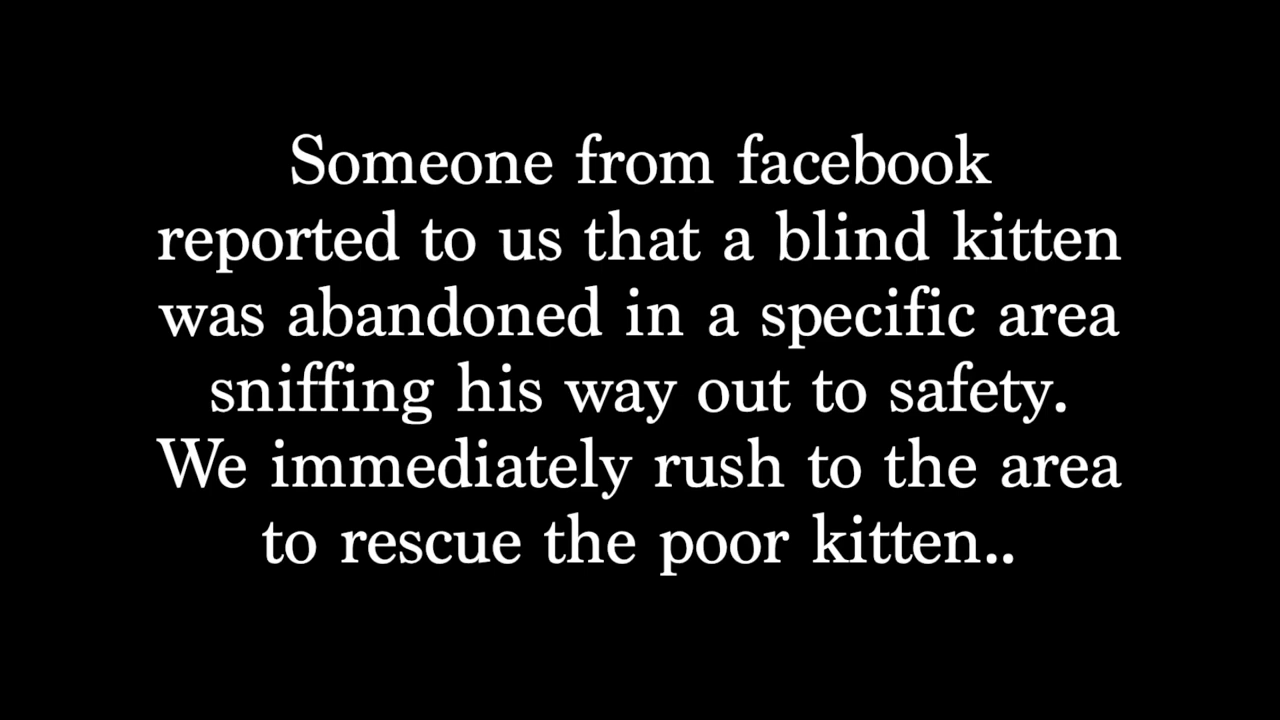 Someone from facebook
reported to us that a blind kitten
was abandoned in a specific area
sniffing his way out to safety.
We immediately rush to the area
to rescue the poor kitten..